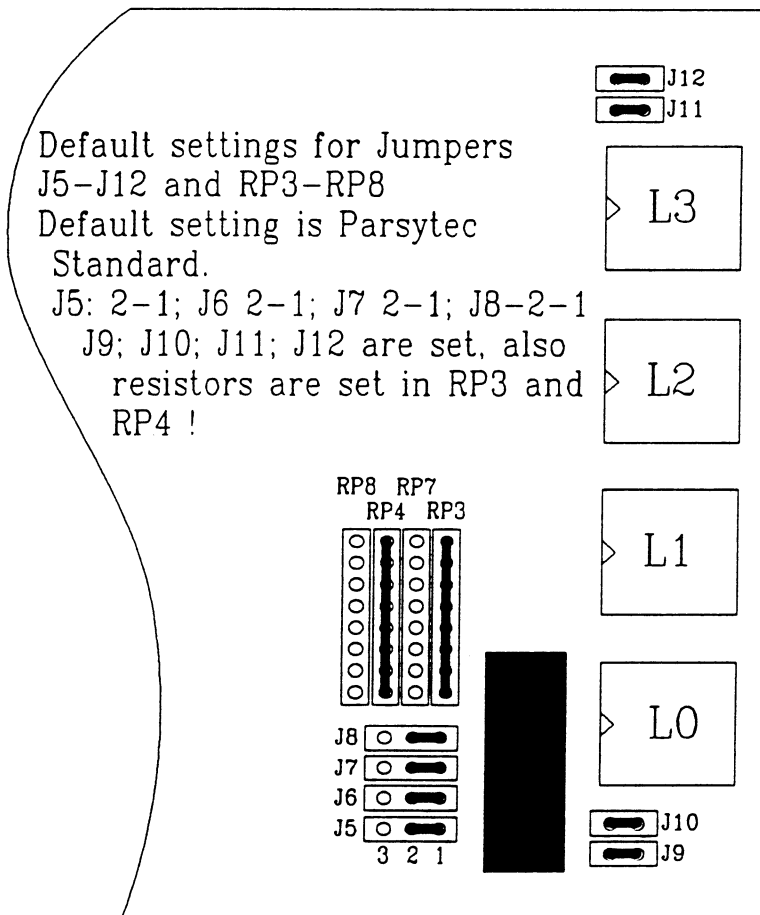 J12
J11
Default settings for Jumpers
J5-J12 and RP3-RP8
Default setting is Parsytec
Standard.
J5: 2-1; J6 2-1; J7 2-1; J8-2-1
J9; J10; J11; J12 are set, also
resistors are set in RP3 and
RP4 !
L3
L2
L1
L0
RP8 RP7
RP4 RP3
J8
J7
J6
J5
3 2 1
J10
J9